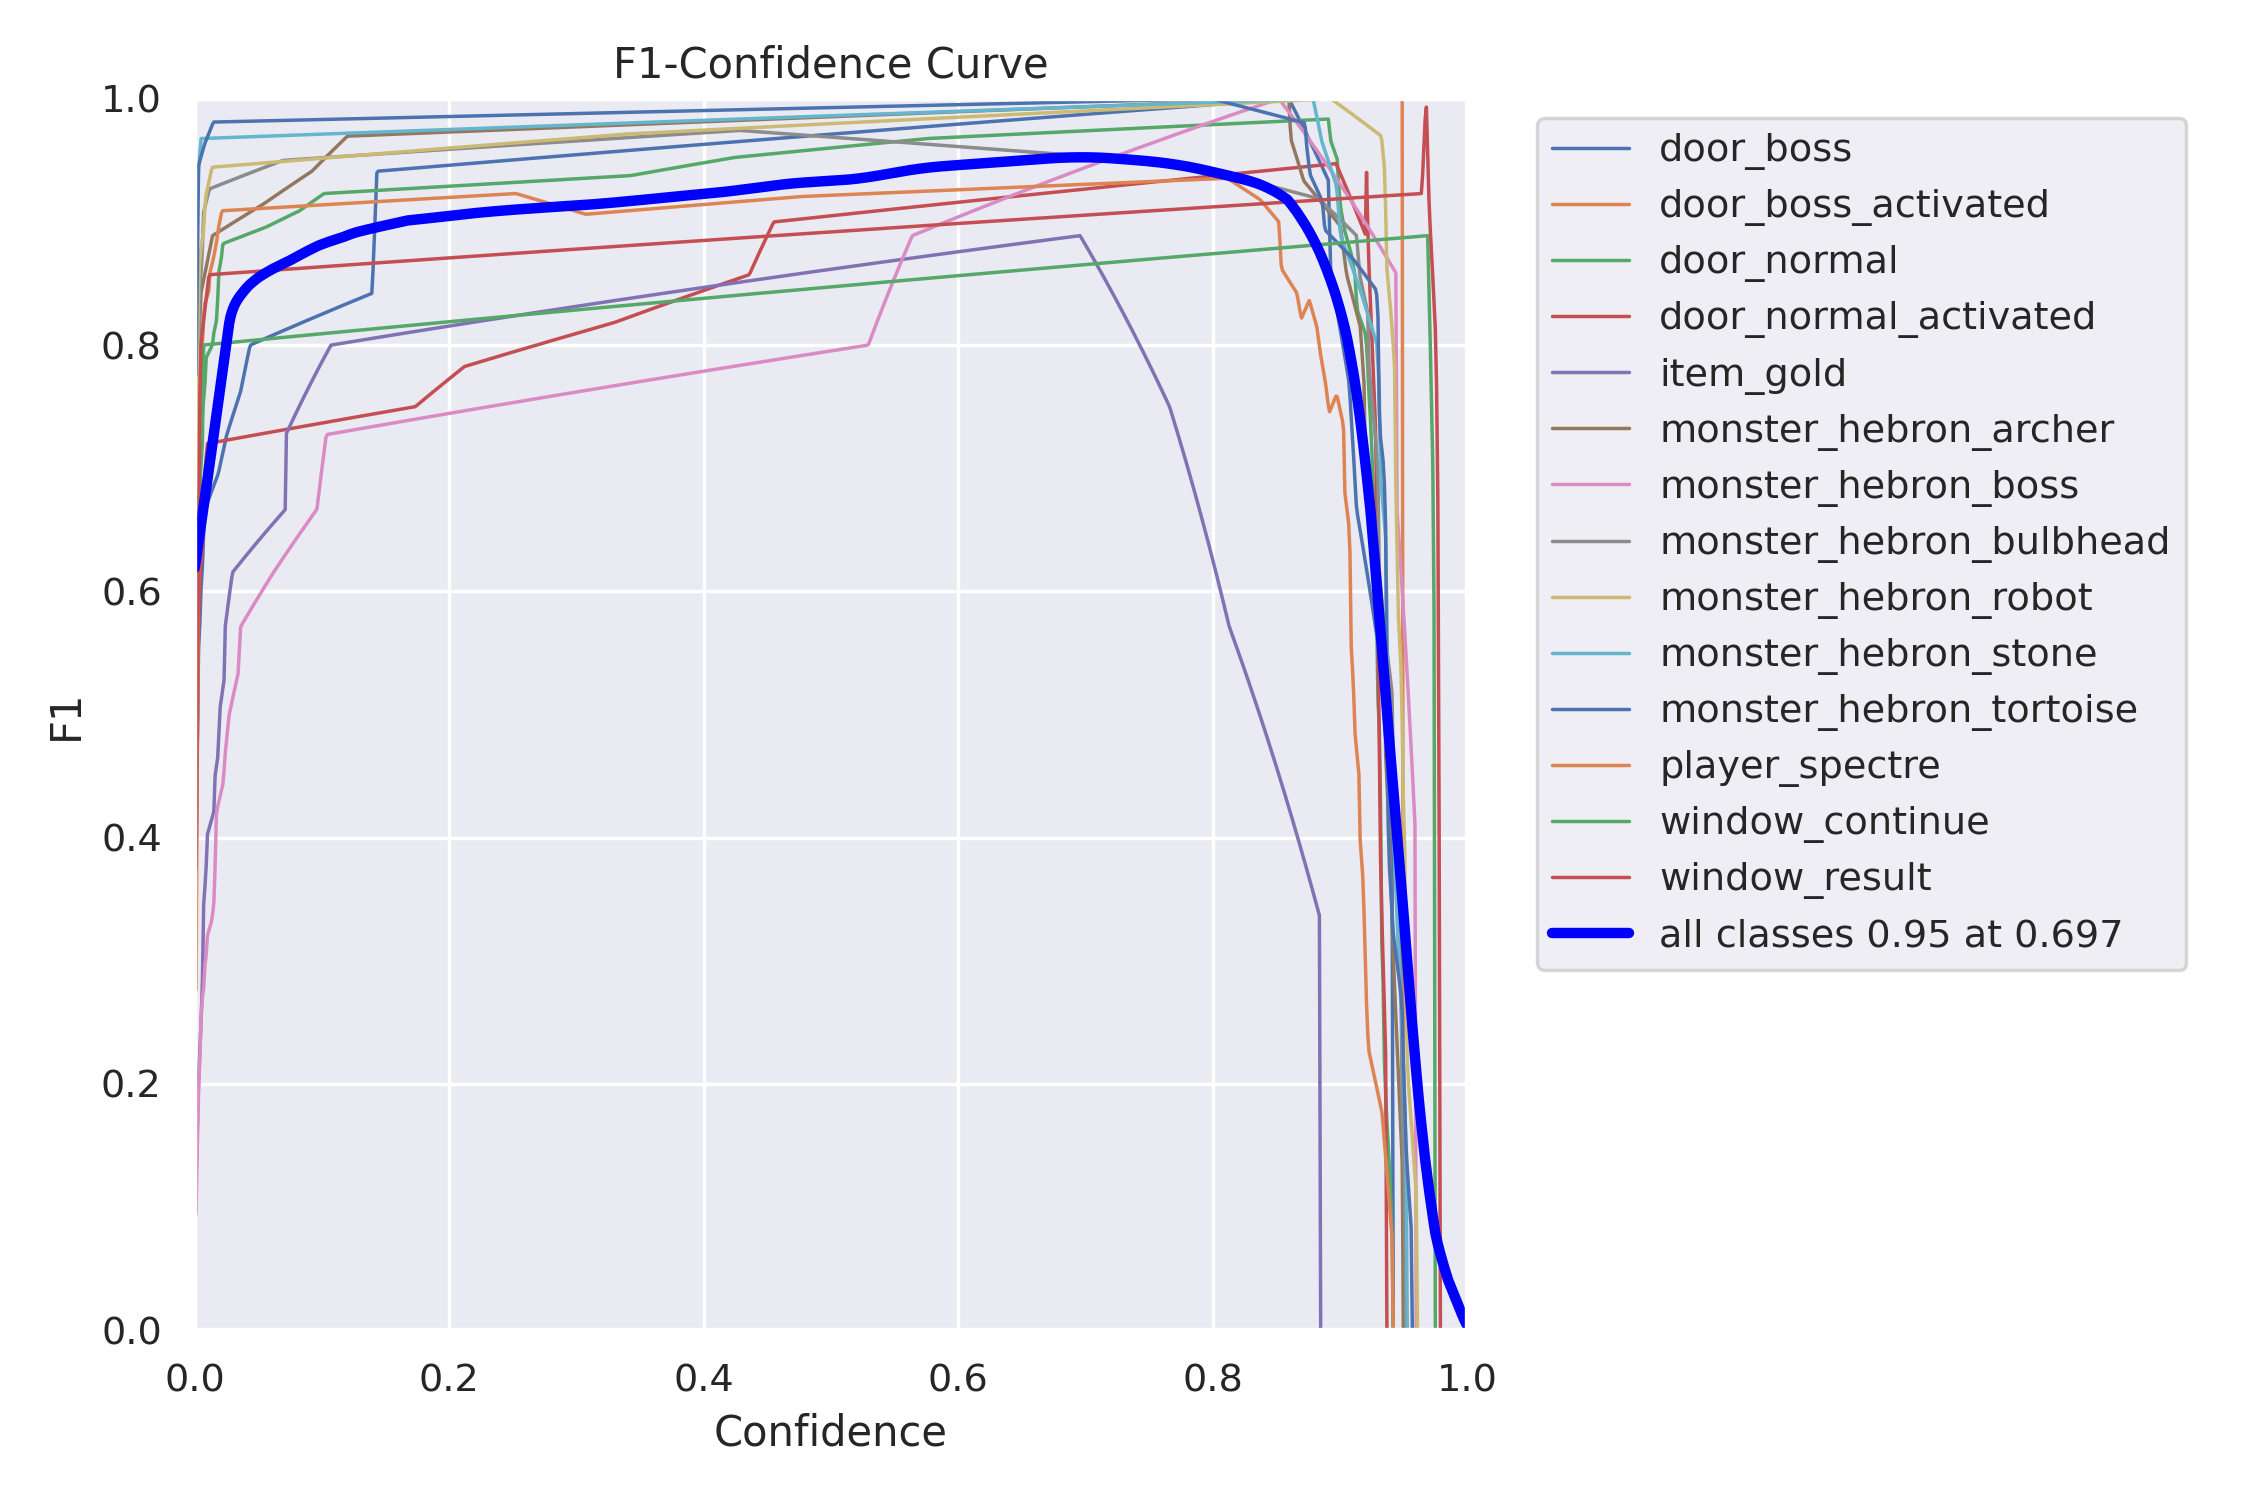 F1-Confidence Curve
1.0
0.8
0.6
0.4
0.2
0.0
F1
0.0 0.2 0.4 0.6 0.8 1.0
Confidence
door_boss
door_boss_activated
door_normal
door_normal_activated
item_gold
monster_hebron_archer
monster_hebron_boss
monster_hebron_bulbhead
monster_hebron_robot
monster_hebron_stone
monster_hebron_tortoise
player_spectre
window_continue
window_result
all classes 0.95 at 0.697